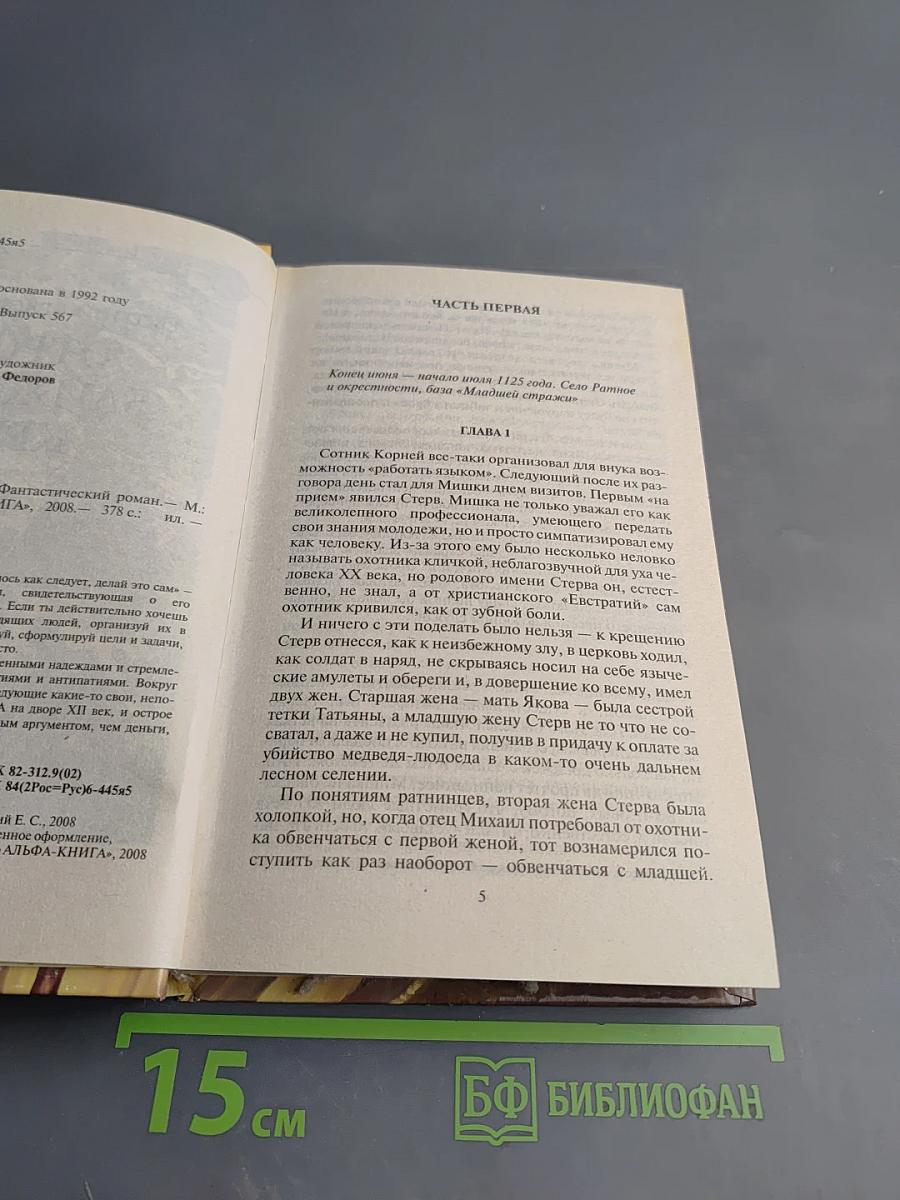 45я5
основана в 1992 году
Выпуск 567
Федоров
Фантастический роман.— М.:
2008.— 378 с.: ил. —
как следует, делай это сам» —
свидетельствующая о его
Если ты действительно хочешь
людей, организуй их в
сформулируй цели и задачи,
надеждами и стремле-
и антипатиями. Вокруг
какие-то свои, непо-
А на дворе XII век, и острое
аргументом, чем деньги,
82-312.9(02)
84(2Рос=Рус)6-445я5
Е. С., 2008
оформление,
АЛЬФА-КНИГА», 2008
ЧАСТЬ ПЕРВАЯ
Конец июня — начало июля 1125 года. Село Ратное
и окрестности, база «Младшей стражи»
ГЛАВА 1
Сотник Корней все-таки организовал для внука воз-
можность «работать языком». Следующий после их раз-
говора день стал для Мишки днем визитов. Первым «на
прием» явился Стерв. Мишка не только уважал его как
великолепного профессионала, умеющего передать
свои знания молодежи, но и просто симпатизировал ему
как человеку. Из-за этого ему было несколько неловко
называть охотника кличкой, неблагозвучной для уха че-
ловека XX века, но родового имени Стерва он, естест-
венно, не знал, а от христианского «Евстратий» сам
охотник кривился, как от зубной боли.
И ничего с эти поделать было нельзя — к крещению
Стерв отнесся, как к неизбежному злу, в церковь ходил,
как солдат в наряд, не скрываясь носил на себе языче-
ские амулеты и обереги и, в довершение ко всему, имел
двух жен. Старшая жена — мать Якова — была сестрой
тетки Татьяны, а младшую жену Стерв не то что не со-
сватал, а даже и не купил, получив в придачу к оплате за
убийство медведя-людоеда в каком-то очень дальнем
лесном селении.
По понятиям ратнинцев, вторая жена Стерва была
холопкой, но, когда отец Михаил потребовал от охотни-
ка обвенчаться с первой женой, тот вознамерился по-
ступить как раз наоборот — обвенчаться с младшей.
5
15 см
БФ БИБЛИОФАН